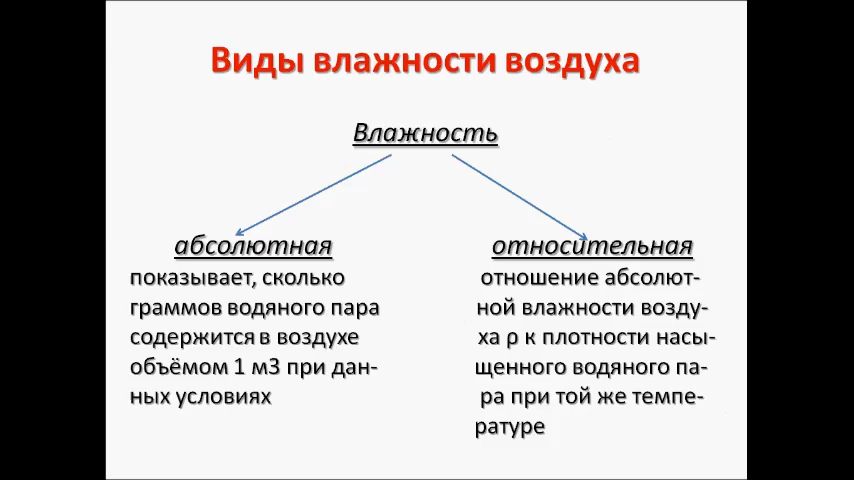 Виды влажности воздуха
Влажность
абсолютная
показывает, сколько
граммов водяного пара
содержится в воздухе
объёмом 1 м3 при дан-
ных условиях
относительная
отношение абсолют-
ной влажности возду-
ха ρ к плотности насы-
щенного водяного па-
ра при той же темпе-
ратуре